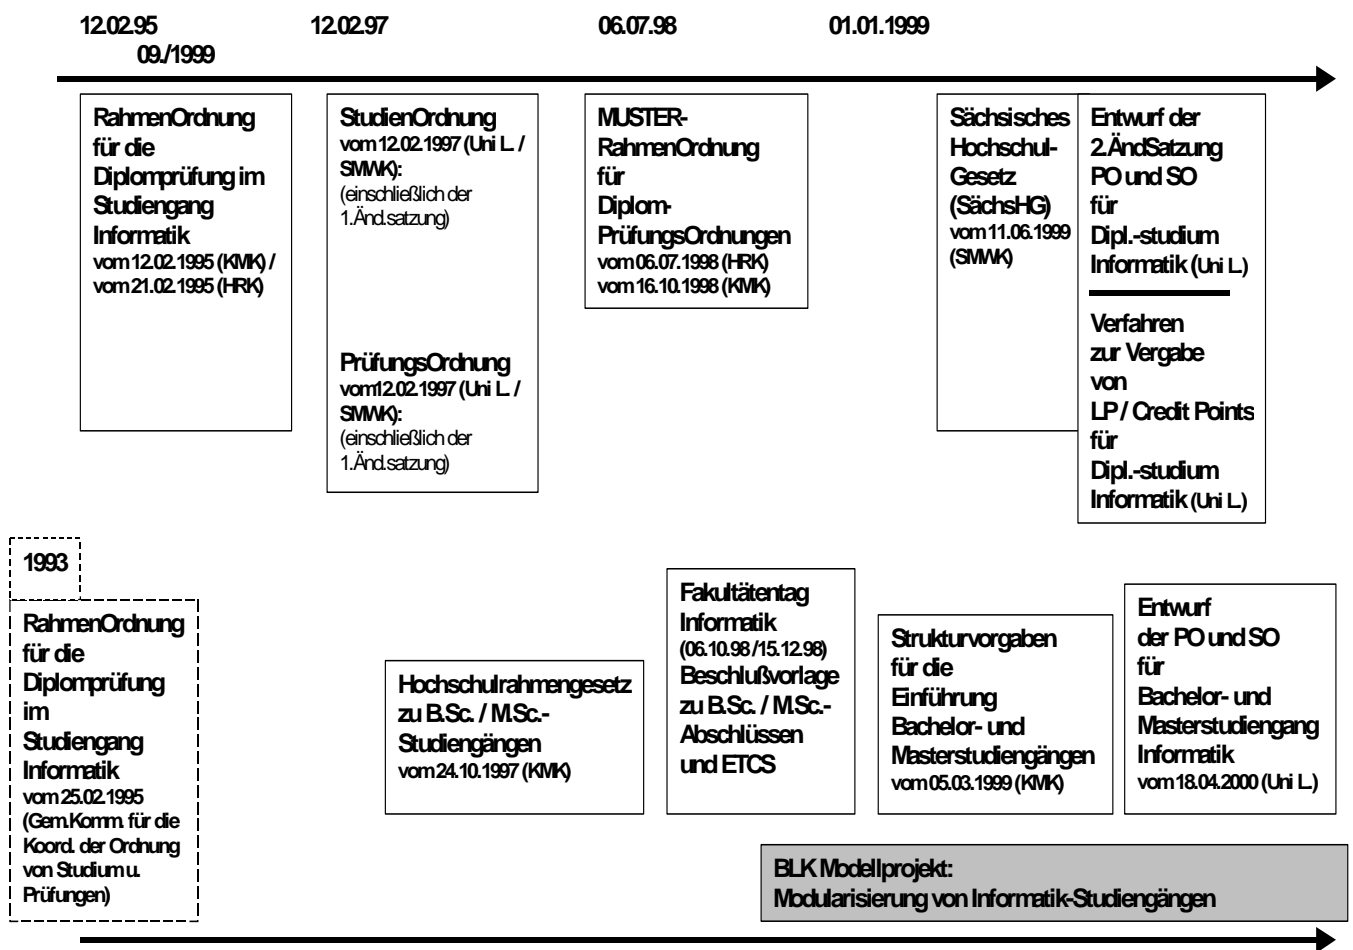 12.02.95 12.02.97 06.07.98 01.01.1999
09./1999
RahmenOrdnung
für die
Diplomprüfung im
Studiengang
Informatik
vom 12.02.1995 (KMK) /
vom 21.02.1995 (HRK)
StudienOrdnung
vom 12.02.1997 (Uni L. /
SMWK):
(einschließlich der
1.Änd.satzung)
PrüfungsOrdnung
vom12.02.1997 (Uni L. /
SMWK):
(einschließlich der
1.Änd.satzung)
MUSTER-
RahmenOrdnung
für
Diplom-
PrüfungsOrdnungen
vom 06.07.1998 (HRK)
vom 16.10.1998 (KMK)
Sächsisches
Hochschul-
Gesetz
(SächsHG)
vom 11.06.1999
(SMWK)
Entwurf der
2.ÄndSatzung
PO und SO
für
Dipl.-studium
Informatik (Uni L.)
Verfahren
zur Vergabe
von
LP / Credit Points
für
Dipl.-studium
Informatik (Uni L.)
1993
RahmenOrdnung
für die
Diplomprüfung
im
Studiengang
Informatik
vom 25.02.1995
(Gem.Komm. für die
Koord. der Ordnung
von Studium u.
Prüfungen)
Hochschulrahmengesetz
zu B.Sc. / M.Sc.-
Studiengängen
vom 24.10.1997 (KMK)
Fakultätentag
Informatik
(06.10.98 /15.12.98)
Beschlußvorlage
zu B.Sc. / M.Sc.-
Abschlüssen
und ETCS
Strukturvorgaben
für die
Einführung
Bachelor- und
Masterstudiengängen
vom 05.03.1999 (KMK)
Entwurf
der PO und SO
für
Bachelor- und
Masterstudiengang
Informatik
vom 18.04.2000 (Uni L.)
BLK Modellprojekt:
Modularisierung von Informatik-Studiengängen